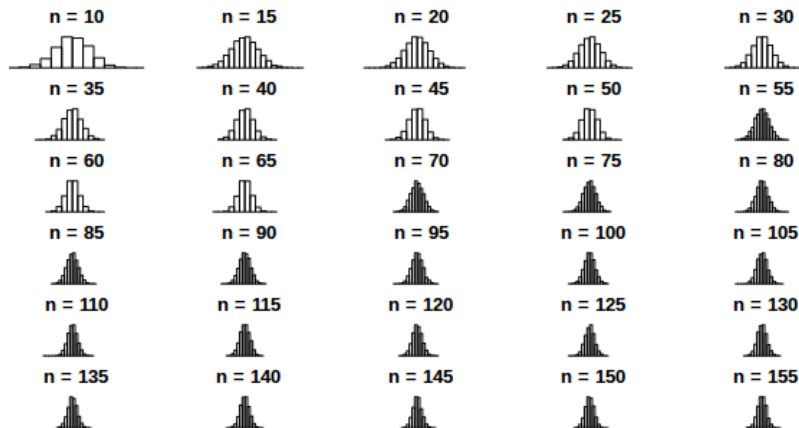 n = 10 n = 15 n = 20 n = 25 n = 30
n = 35 n = 40 n = 45 n = 50 n = 55
n = 60 n = 65 n = 70 n = 75 n = 80
n = 85 n = 90 n = 95 n = 100 n = 105
n = 110 n = 115 n = 120 n = 125 n = 130
n = 135 n = 140 n = 145 n = 150 n = 155